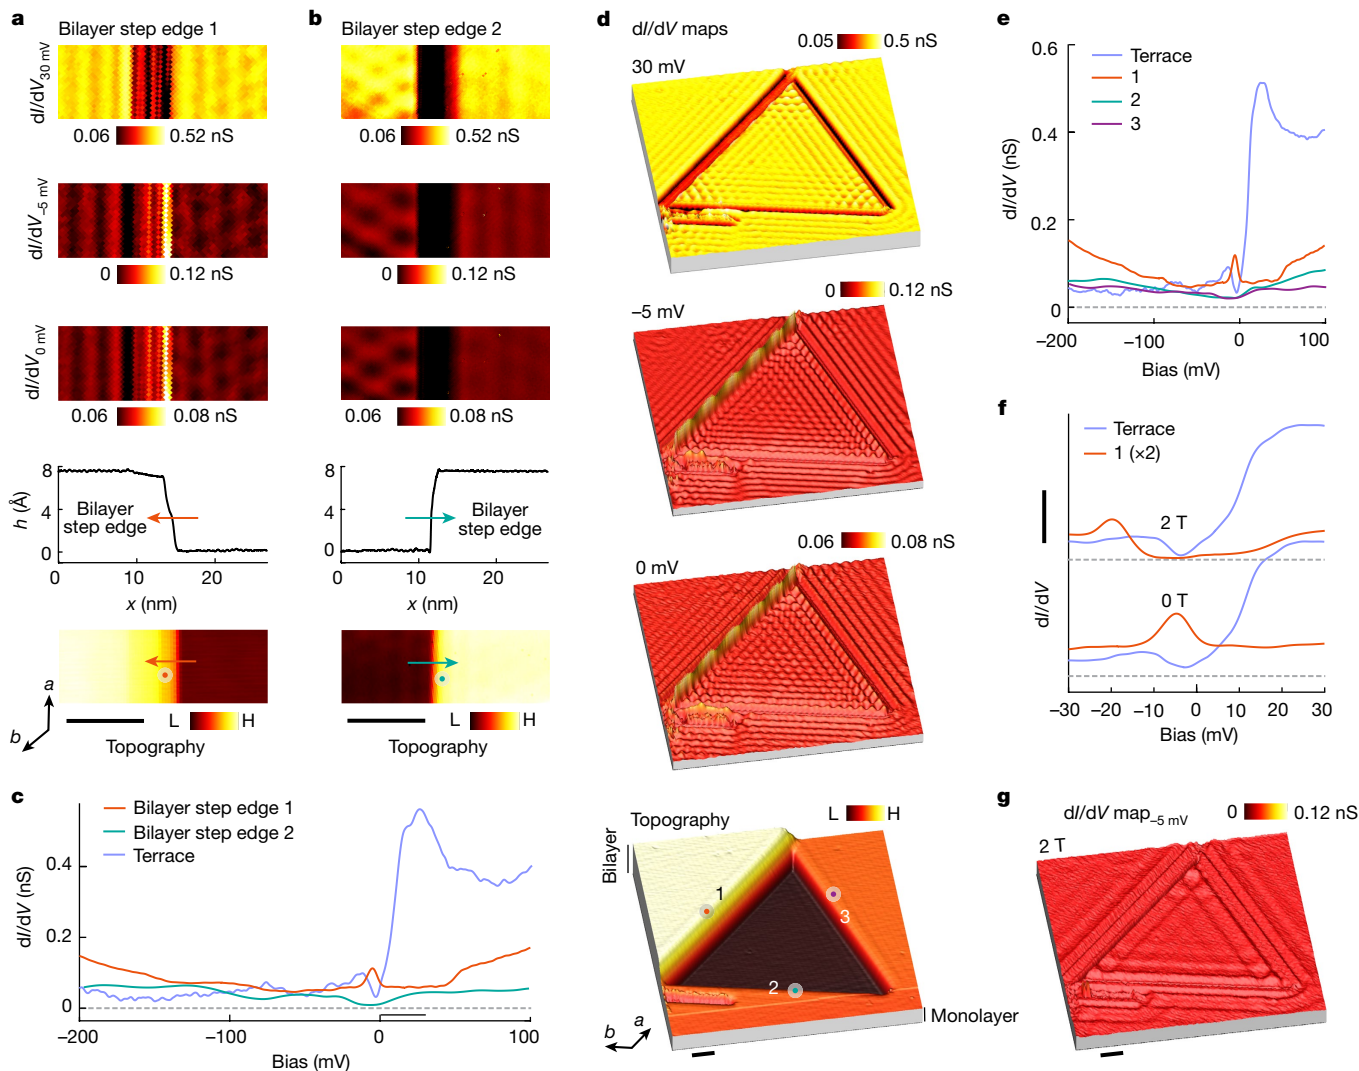 a
Bilayer step edge 1
dI/dV30 mV
0.06 0.52 nS
dI/dV–5 mV
0 0.12 nS
dI/dV0 mV
0.06 0.08 nS
h (Å)
8
4
0
Bilayer
step edge
0 20
x (nm)
a
b
L H
Topography
b
Bilayer step edge 2
0.06 0.52 nS
0 0.12 nS
0.06 0.08 nS
8
4
0
Bilayer
step edge
0 20
x (nm)
L H
Topography
c
Bilayer step edge 1
Bilayer step edge 2
Terrace
dI/dV (nS)
0.4
0.2
0
–200 –100 0 100
Bias (mV)
d
dI/dV maps
0.05 0.5 nS
30 mV
0 0.12 nS
–5 mV
0.06 0.08 nS
0 mV
Topography
L H
Bilayer
1
3
2
Monolayer
a
b
e
Terrace
1
2
3
dI/dV (nS)
0.6
0.4
0.2
0
–200 –100 0 100
Bias (mV)
f
Terrace
1 (×2)
2 T
0 T
dI/dV
–30 –20 –10 0 10 20 30
Bias (mV)
g
dI/dV map–5 mV
0 0.12 nS
2 T